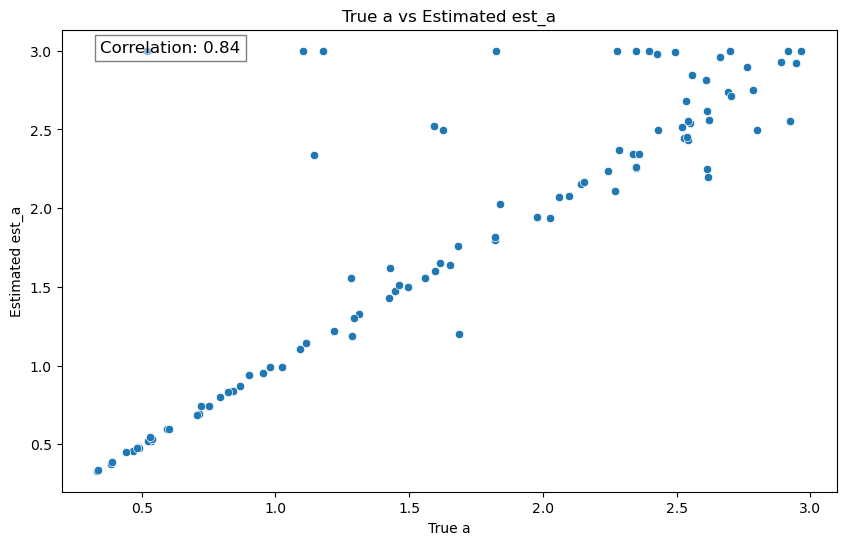 True a vs Estimated est_a
Correlation: 0.84
3.0
2.5
2.0
1.5
1.0
0.5
Estimated est_a
0.5 1.0 1.5 2.0 2.5 3.0
True a